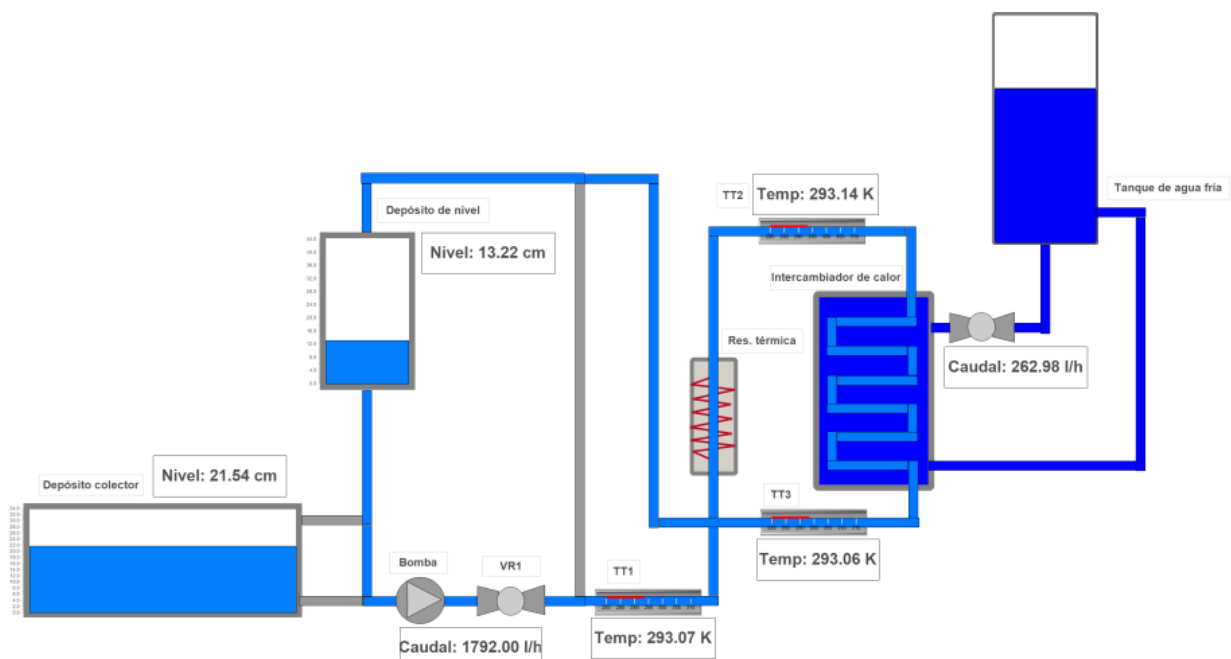 TT2
Temp: 293.14 K
Tanque de agua fría
Depósito de nivel
Nivel: 13.22 cm
Intercambiador de calor
Res. térmica
Caudal: 262.98 l/h
Nivel: 21.54 cm
Depósito colector
TT3
Temp: 293.06 K
Bomba
VR1
TT1
Caudal: 1792.00 l/h
Temp: 293.07 K